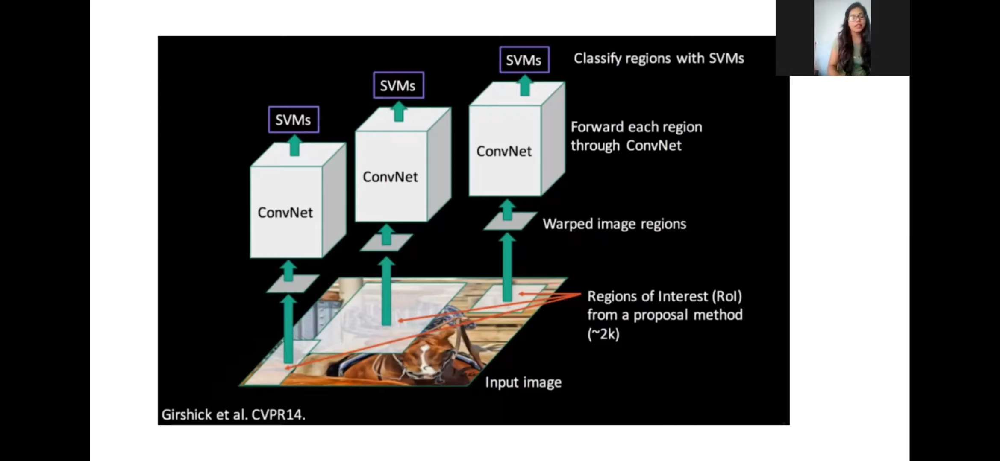 SVMs
Classify regions with SVMs
SVMs
SVMs
ConvNet
Forward each region
through ConvNet
ConvNet
ConvNet
Warped image regions
Regions of Interest (RoI)
from a proposal method
(~2k)
Input image
Girshick et al. CVPR14.